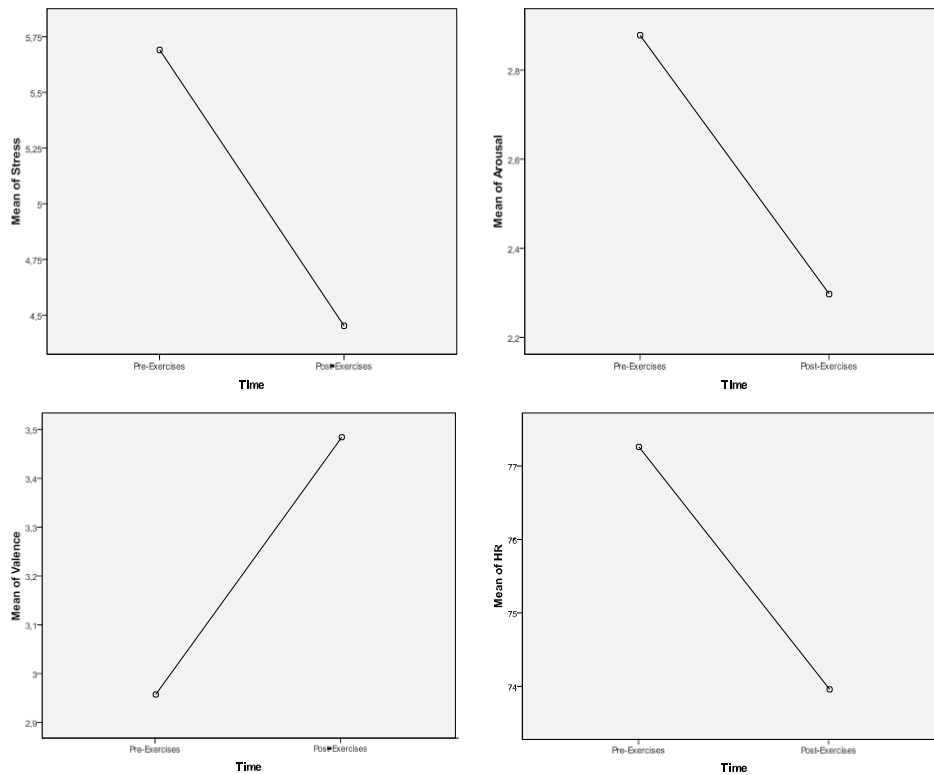 Mean of Stress
5,75
5,5
5,25
5
4,75
4,5
Pre-Exercises
Post-Exercises
TIme
Mean of Arousal
2,8
2,6
2,4
2,2
Pre-Exercises
Post-Exercises
Time
Mean of Valence
3,5
3,4
3,3
3,2
3,1
3
2,9
Pre-Exercises
Post-Exercises
Time
Mean of HR
77
76
75
74
Pre-Exercises
Post-Exercises
Time